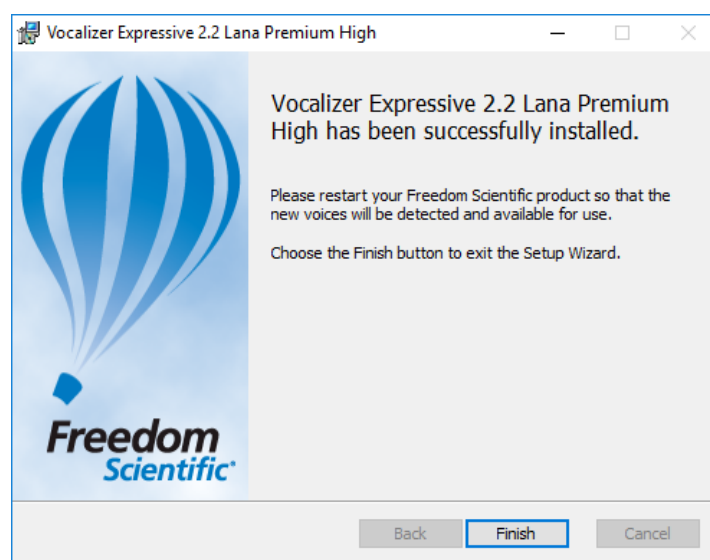 Vocalizer Expressive 2.2 Lana Premium High
Vocalizer Expressive 2.2 Lana Premium
High has been successfully installed.
Please restart your Freedom Scientific product so that the
new voices will be detected and available for use.
Choose the Finish button to exit the Setup Wizard.
Freedom
Scientific
Back
Finish
Cancel